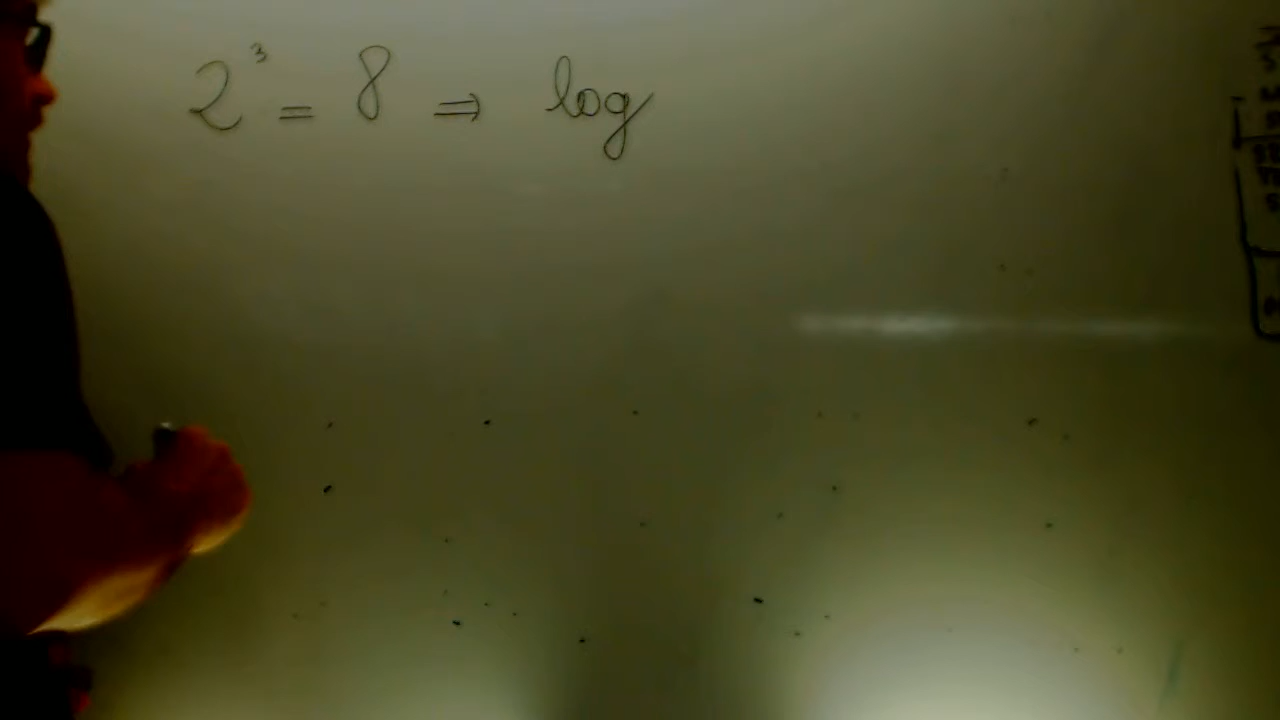 2³ = 8 ⇒ log